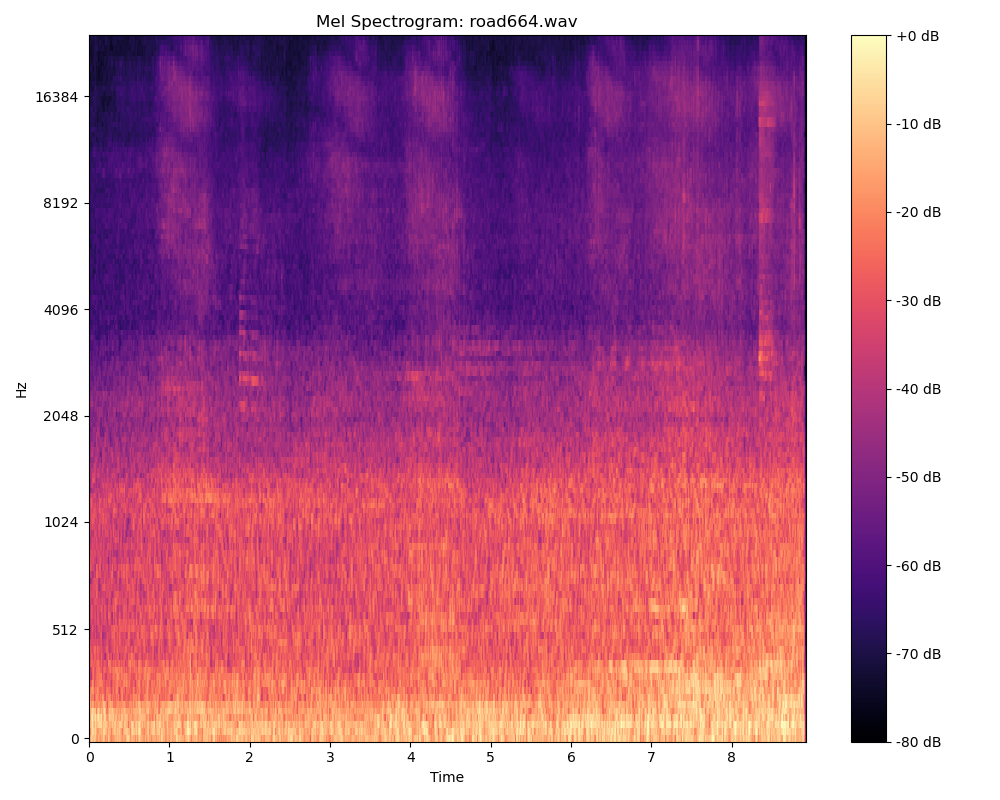 Mel Spectrogram: road664.wav
Hz
16384
8192
4096
2048
1024
512
0
0 1 2 3 4 5 6 7 8
Time
+0 dB
-10 dB
-20 dB
-30 dB
-40 dB
-50 dB
-60 dB
-70 dB
-80 dB